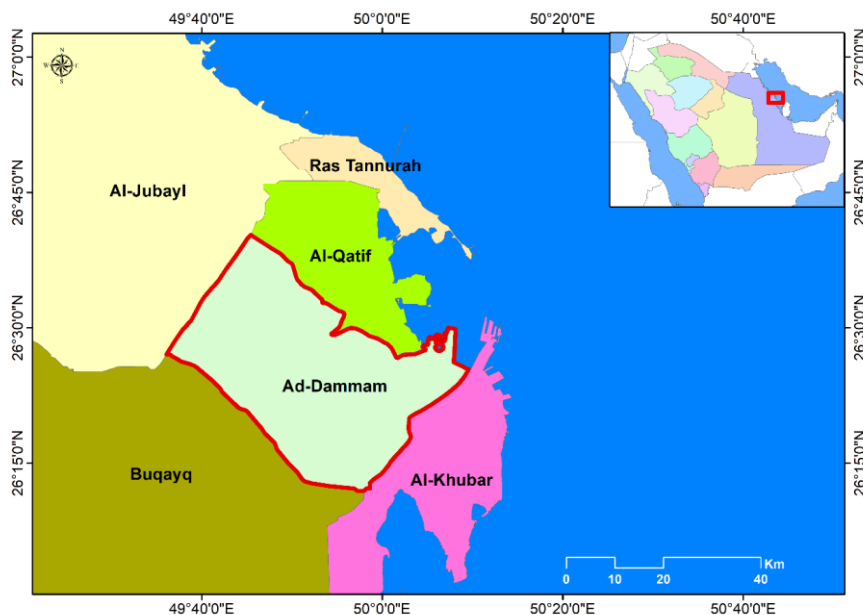 49°40'0"E
50°0'0"E
50°20'0"E
50°40'0"E
27°0'0"N
27°0'0"N
N
W
E
S
Ras Tannurah
Al-Jubayl
26°45'0"N
26°45'0"N
Al-Qatif
26°30'0"N
26°30'0"N
Ad-Dammam
26°15'0"N
26°15'0"N
Buqayq
Al-Khubar
Km
0
10
20
40
49°40'0"E
50°0'0"E
50°20'0"E
50°40'0"E